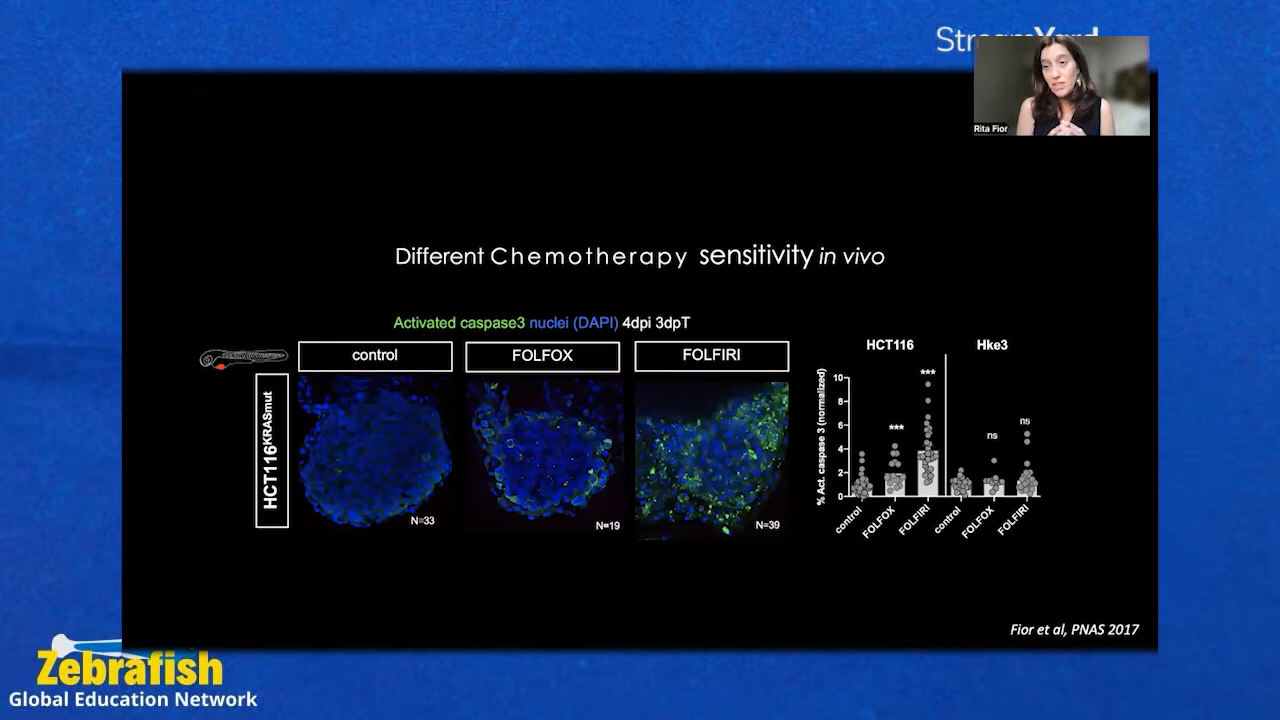 Rita Fior
Different Chemotherapy sensitivity in vivo
Activated caspase3 nuclei (DAPI) 4dpi 3dpT
control
FOLFOX
FOLFIRI
HCT116KRASmut
N=33
N=19
N=39
HCT116
Hke3
% Act. caspase 3 (normalized)
10
8
6
4
2
0
***
***
ns
ns
control
FOLFOX
FOLFIRI
control
FOLFOX
FOLFIRI
Fior et al, PNAS 2017
Zebrafish
Global Education Network